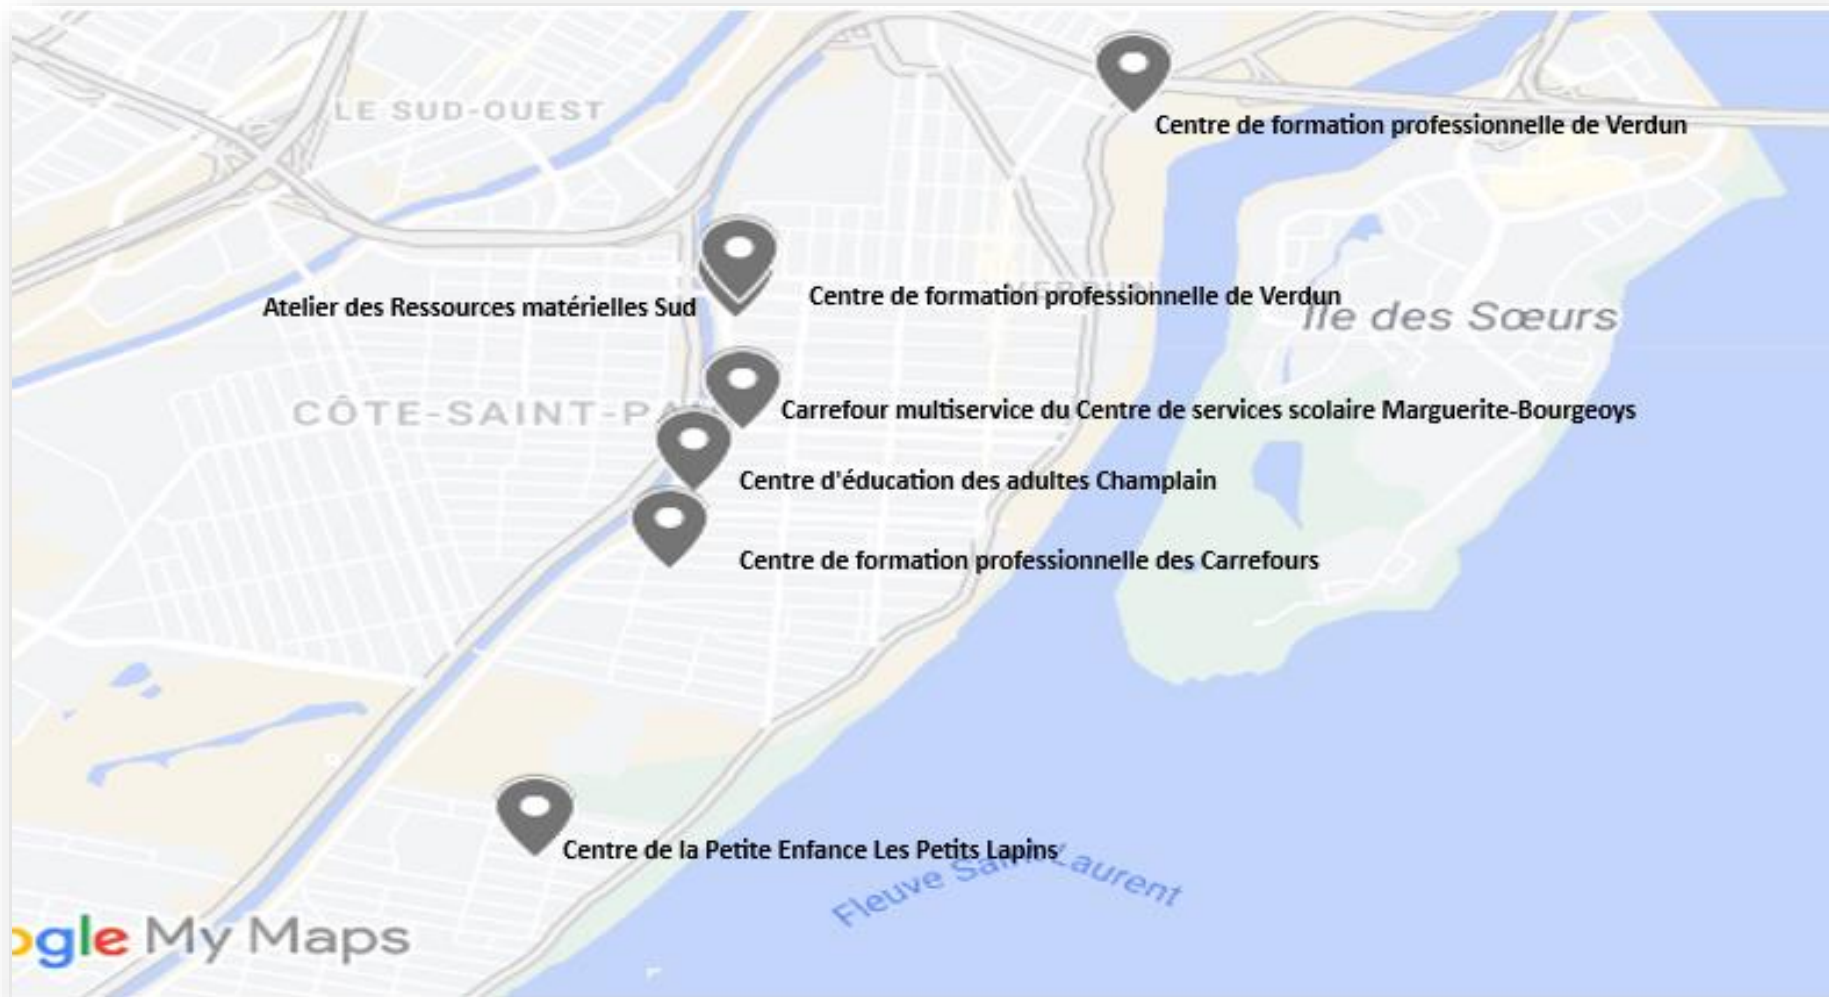 LE SUD-OUEST
Centre de formation professionnelle de Verdun
Atelier des Ressources matérielles Sud
Centre de formation professionnelle de Verdun
VERDUN
Île des Sœurs
CÔTE-SAINT-PA
Carrefour multiservice du Centre de services scolaire Marguerite-Bourgeoys
Centre d'éducation des adultes Champlain
Centre de formation professionnelle des Carrefours
Centre de la Petite Enfance Les Petits Lapins
Fleuve Saint-Laurent
ogle My Maps